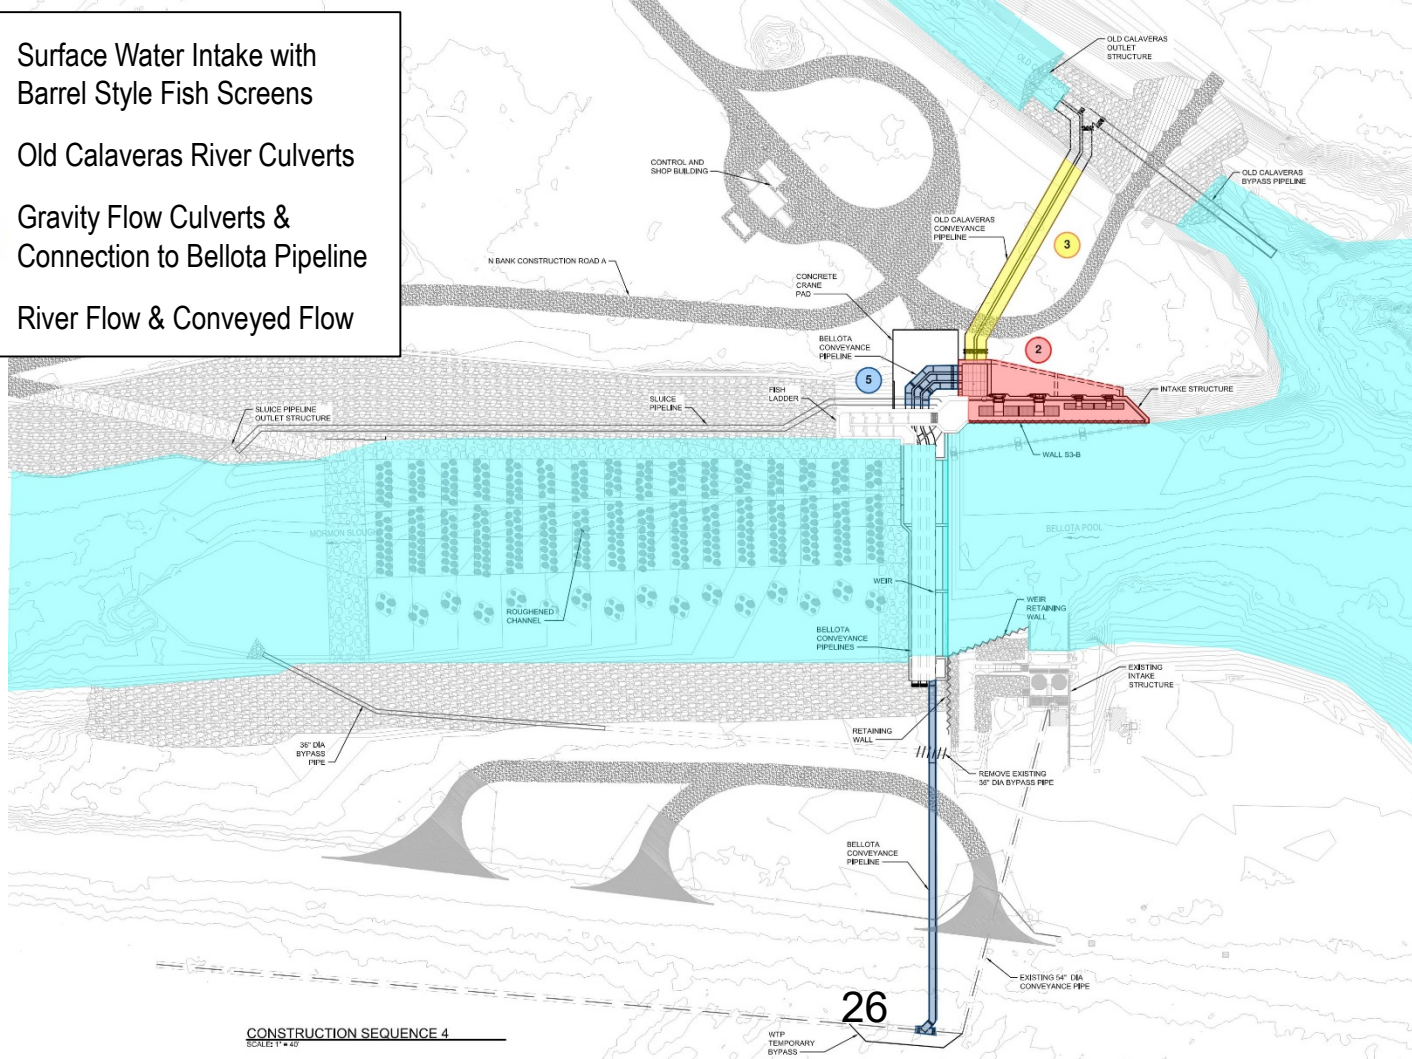 Surface Water Intake with
Barrel Style Fish Screens
Old Calaveras River Culverts
Gravity Flow Culverts &
Connection to Bellota Pipeline
River Flow & Conveyed Flow
OLD CALAVERAS
OUTLET
STRUCTURE
CONTROL AND
SHOP BUILDING
OLD CALAVERAS
BYPASS PIPELINE
OLD CALAVERAS
CONVEYANCE
PIPELINE
3
N BANK CONSTRUCTION ROAD A
CONCRETE
CRANE
PAD
BELLOTA
CONVEYANCE
PIPELINE
2
5
FISH
LADDER
INTAKE STRUCTURE
SLUICE
PIPELINE
SLUICE PIPELINE
OUTLET STRUCTURE
WALL S3-B
MORMON SLOUGH
BELLOTA POOL
WEIR
ROUGHENED
CHANNEL
WEIR
RETAINING
WALL
BELLOTA
CONVEYANCE
PIPELINES
EXISTING
INTAKE
STRUCTURE
36" DIA
BYPASS
PIPE
RETAINING
WALL
REMOVE EXISTING
36" DIA BYPASS PIPE
BELLOTA
CONVEYANCE
PIPELINE
EXISTING 54" DIA
CONVEYANCE PIPE
26
CONSTRUCTION SEQUENCE 4
SCALE: 1" = 40'
WTP
TEMPORARY
BYPASS